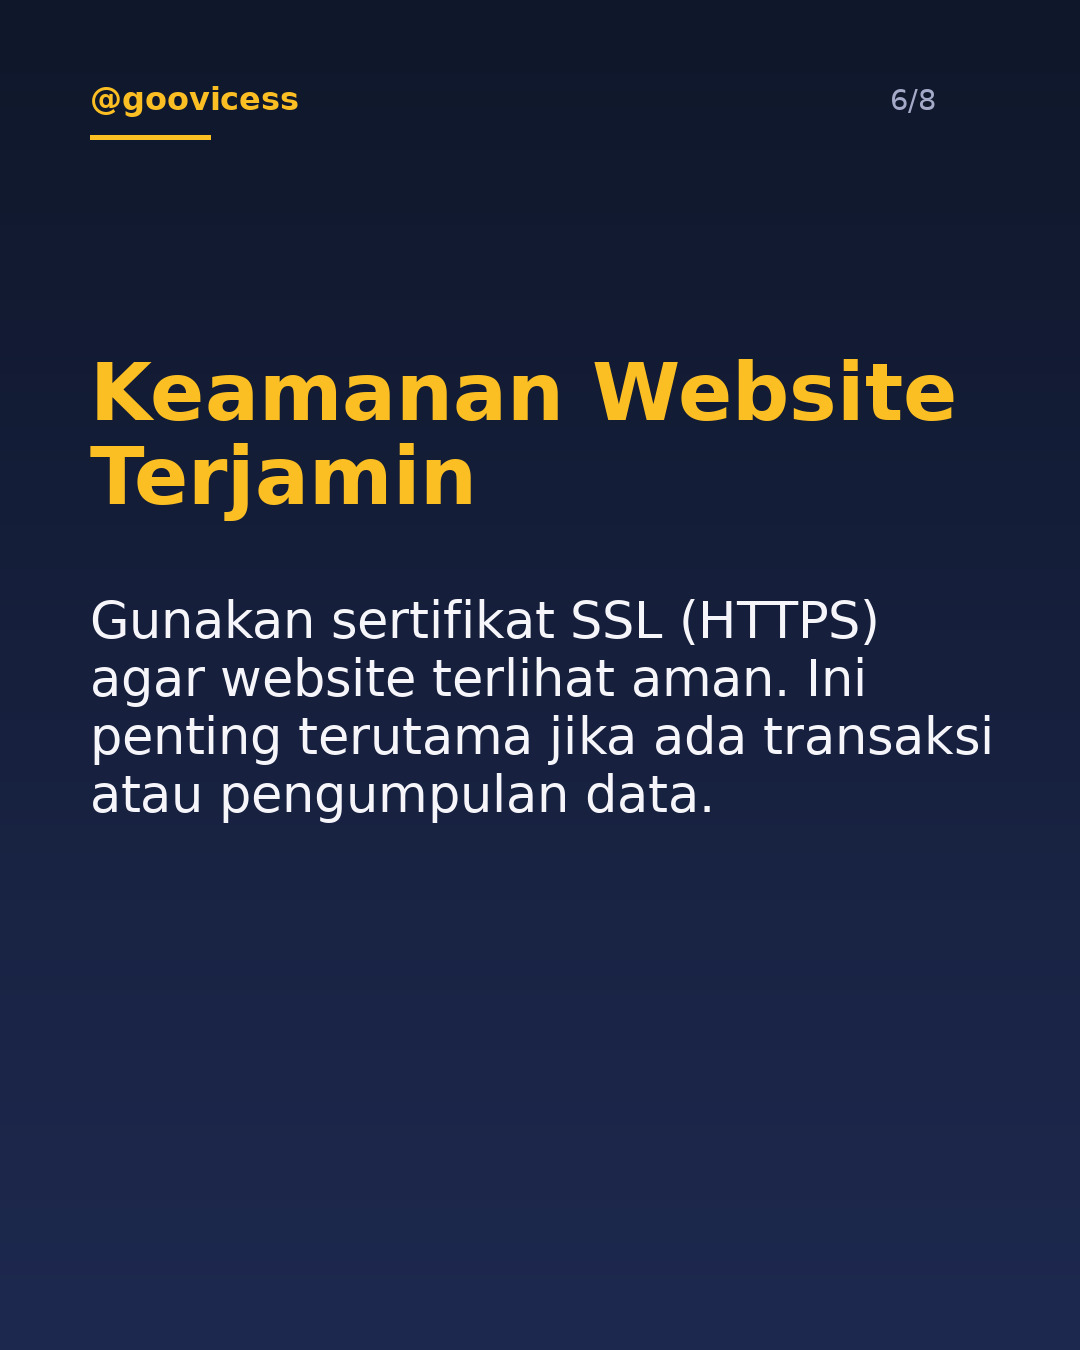 @goovicess
6/8
Keamanan Website
Terjamin
Gunakan sertifikat SSL (HTTPS)
agar website terlihat aman. Ini
penting terutama jika ada transaksi
atau pengumpulan data.